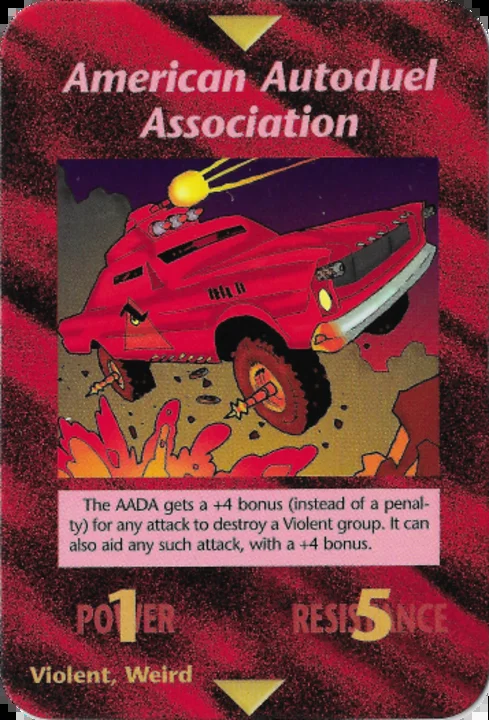 American Autoduel
Association
The AADA gets a +4 bonus (instead of a penal-
ty) for any attack to destroy a Violent group. It can
also aid any such attack, with a +4 bonus.
POWER 1 RESISTANCE 5
Violent, Weird